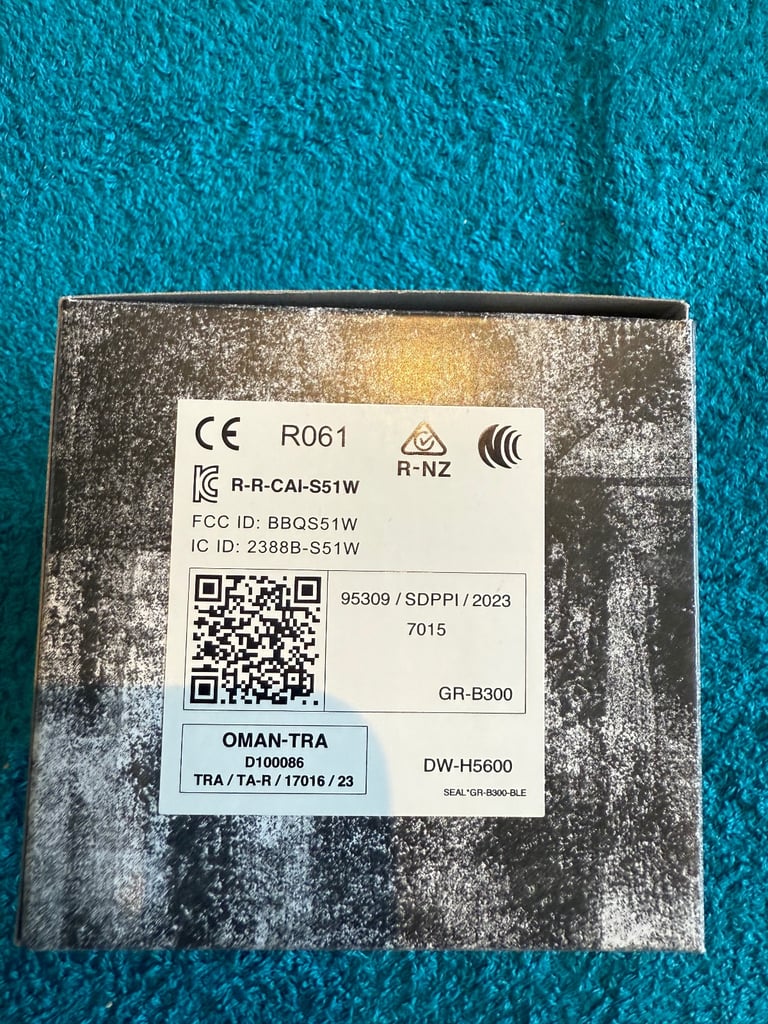 CE R061
R-NZ
R-R-CAI-S51W
FCC ID: BBQS51W
IC ID: 2388B-S51W
95309 / SDPPI / 2023
7015
GR-B300
OMAN-TRA
D100086
TRA / TA-R / 17016 / 23
DW-H5600
SEAL*GR-B300-BLE